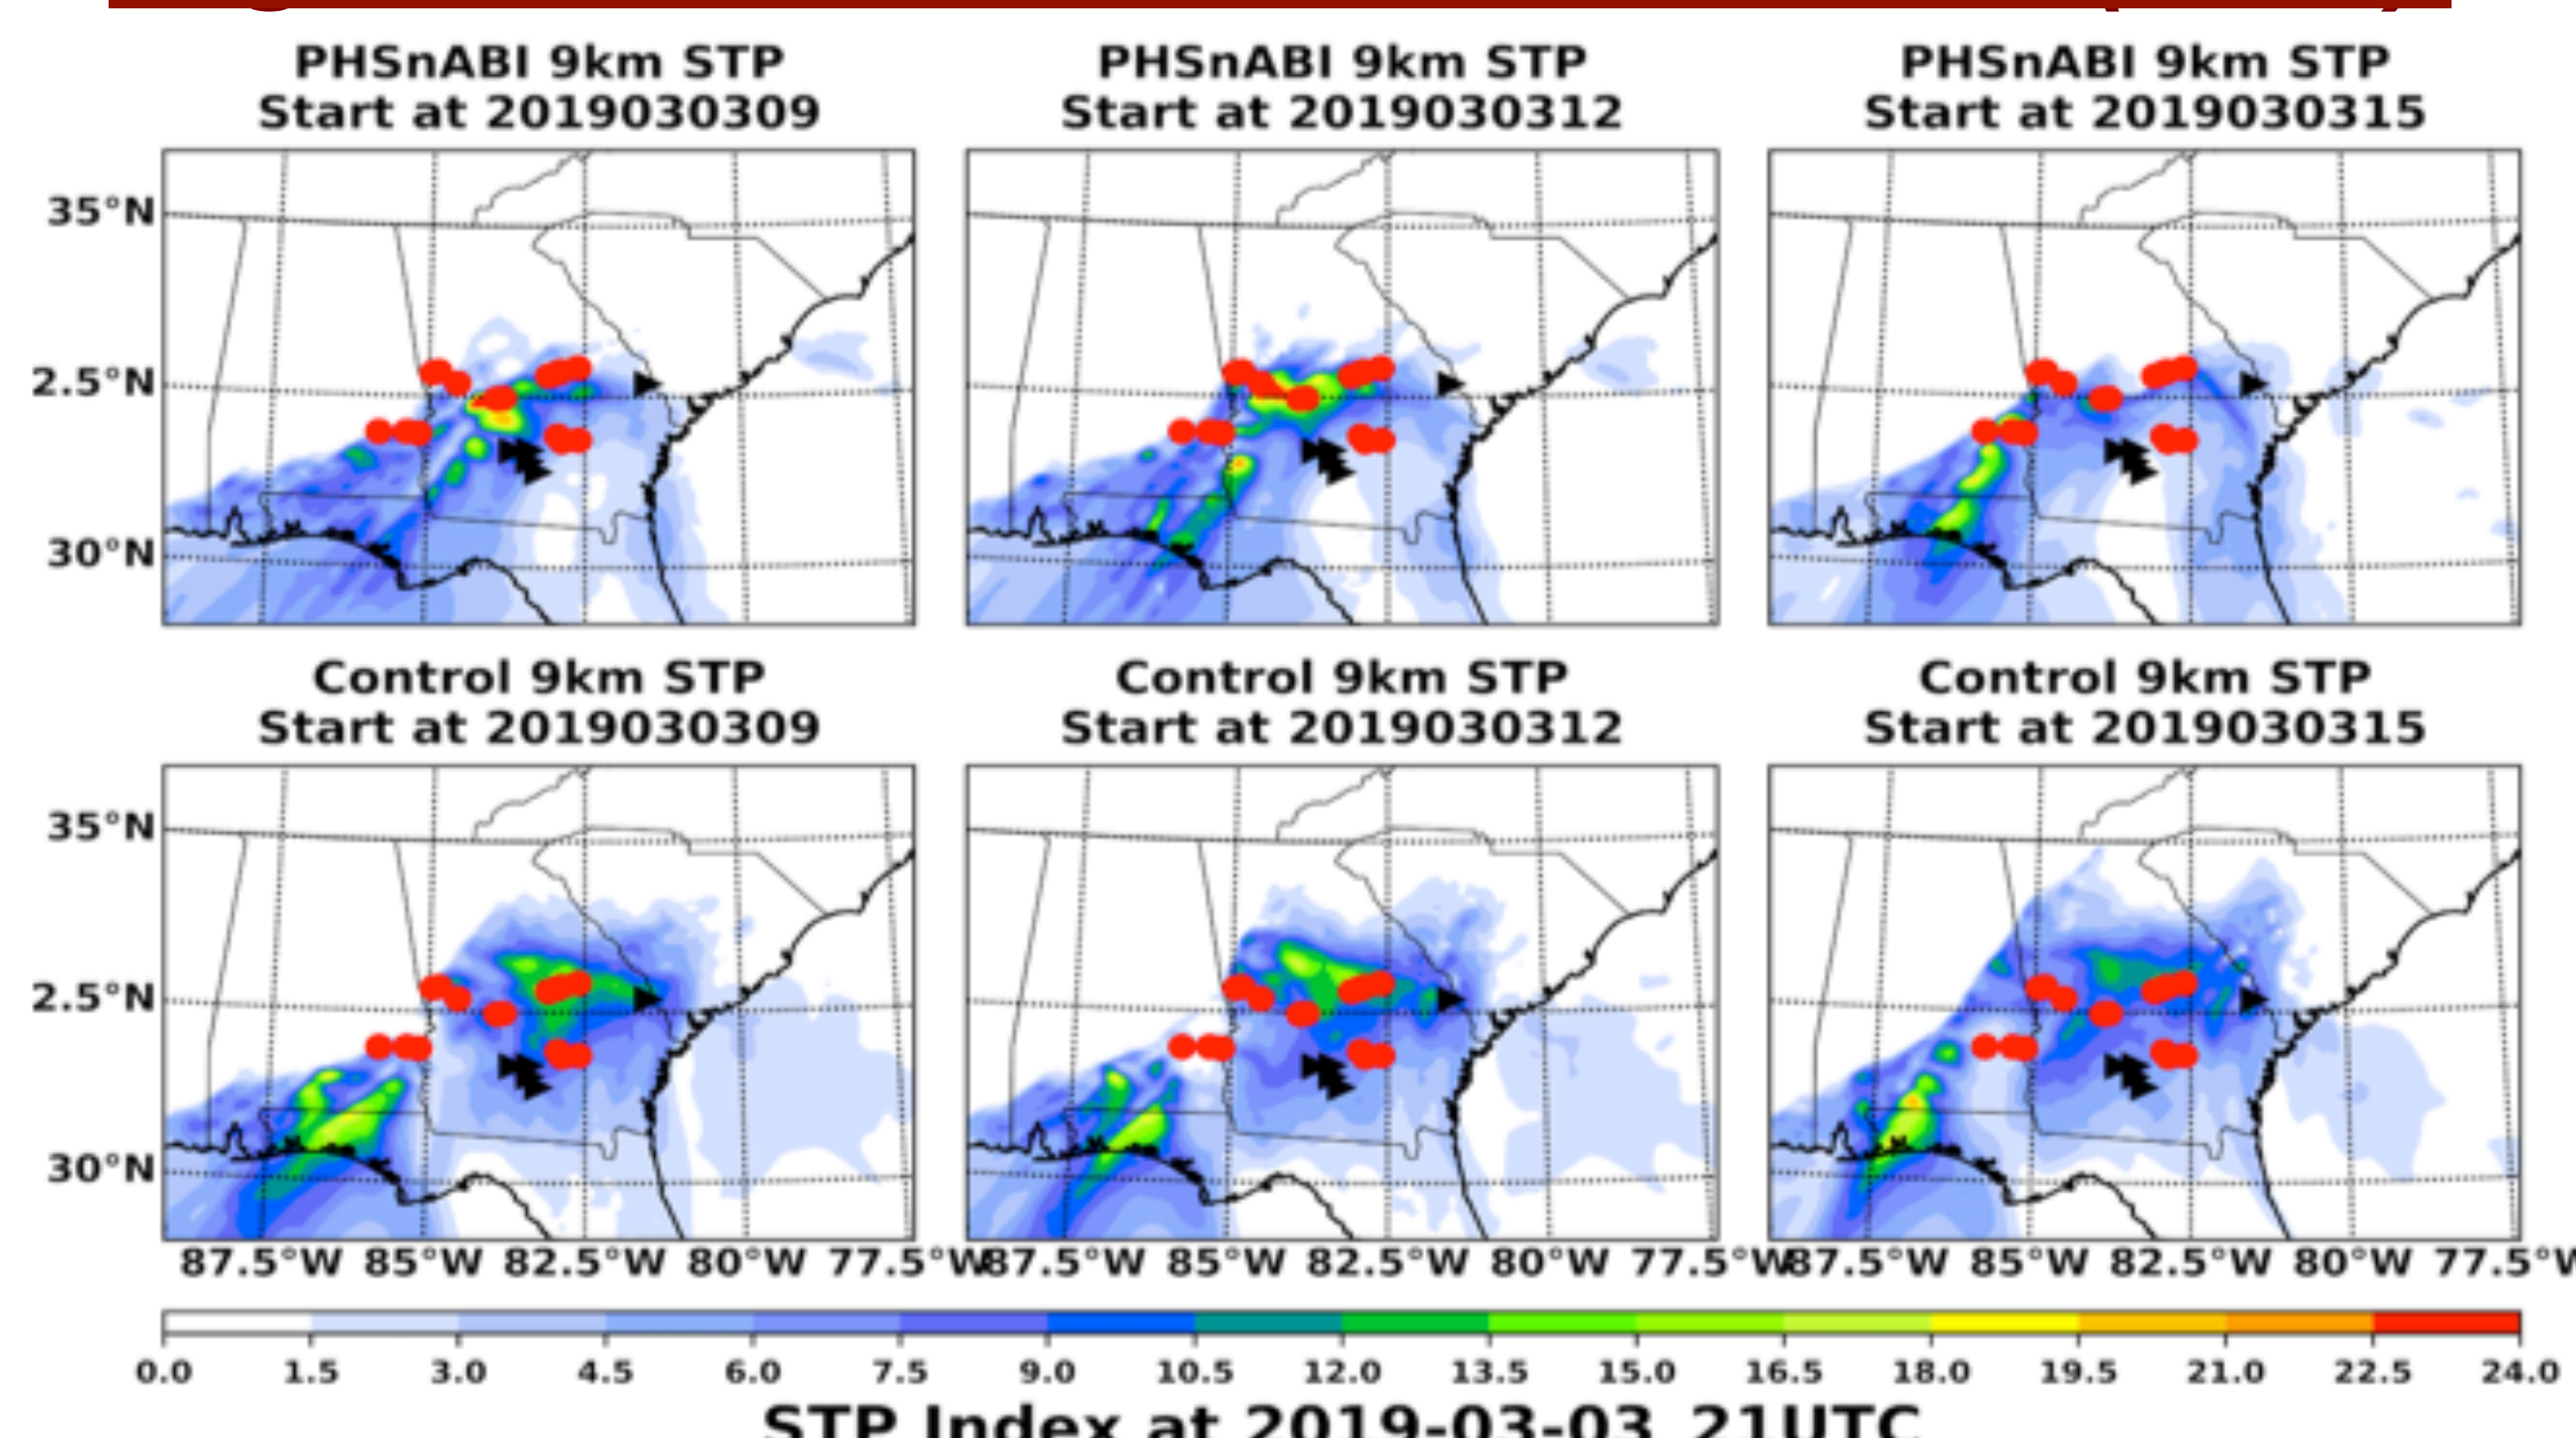 PHSnABI 9km STP
Start at 2019030309
PHSnABI 9km STP
Start at 2019030312
PHSnABI 9km STP
Start at 2019030315
35°N
2.5°N
30°N
Control 9km STP
Start at 2019030309
Control 9km STP
Start at 2019030312
Control 9km STP
Start at 2019030315
35°N
2.5°N
30°N
87.5°W 85°W 82.5°W 80°W 77.5°W 87.5°W 85°W 82.5°W 80°W 77.5°W 87.5°W 85°W 82.5°W 80°W 77.5°W
0.0 1.5 3.0 4.5 6.0 7.5 9.0 10.5 12.0 13.5 15.0 16.5 18.0 19.5 21.0 22.5 24.0
STP Index at 2019-03-03_21UTC